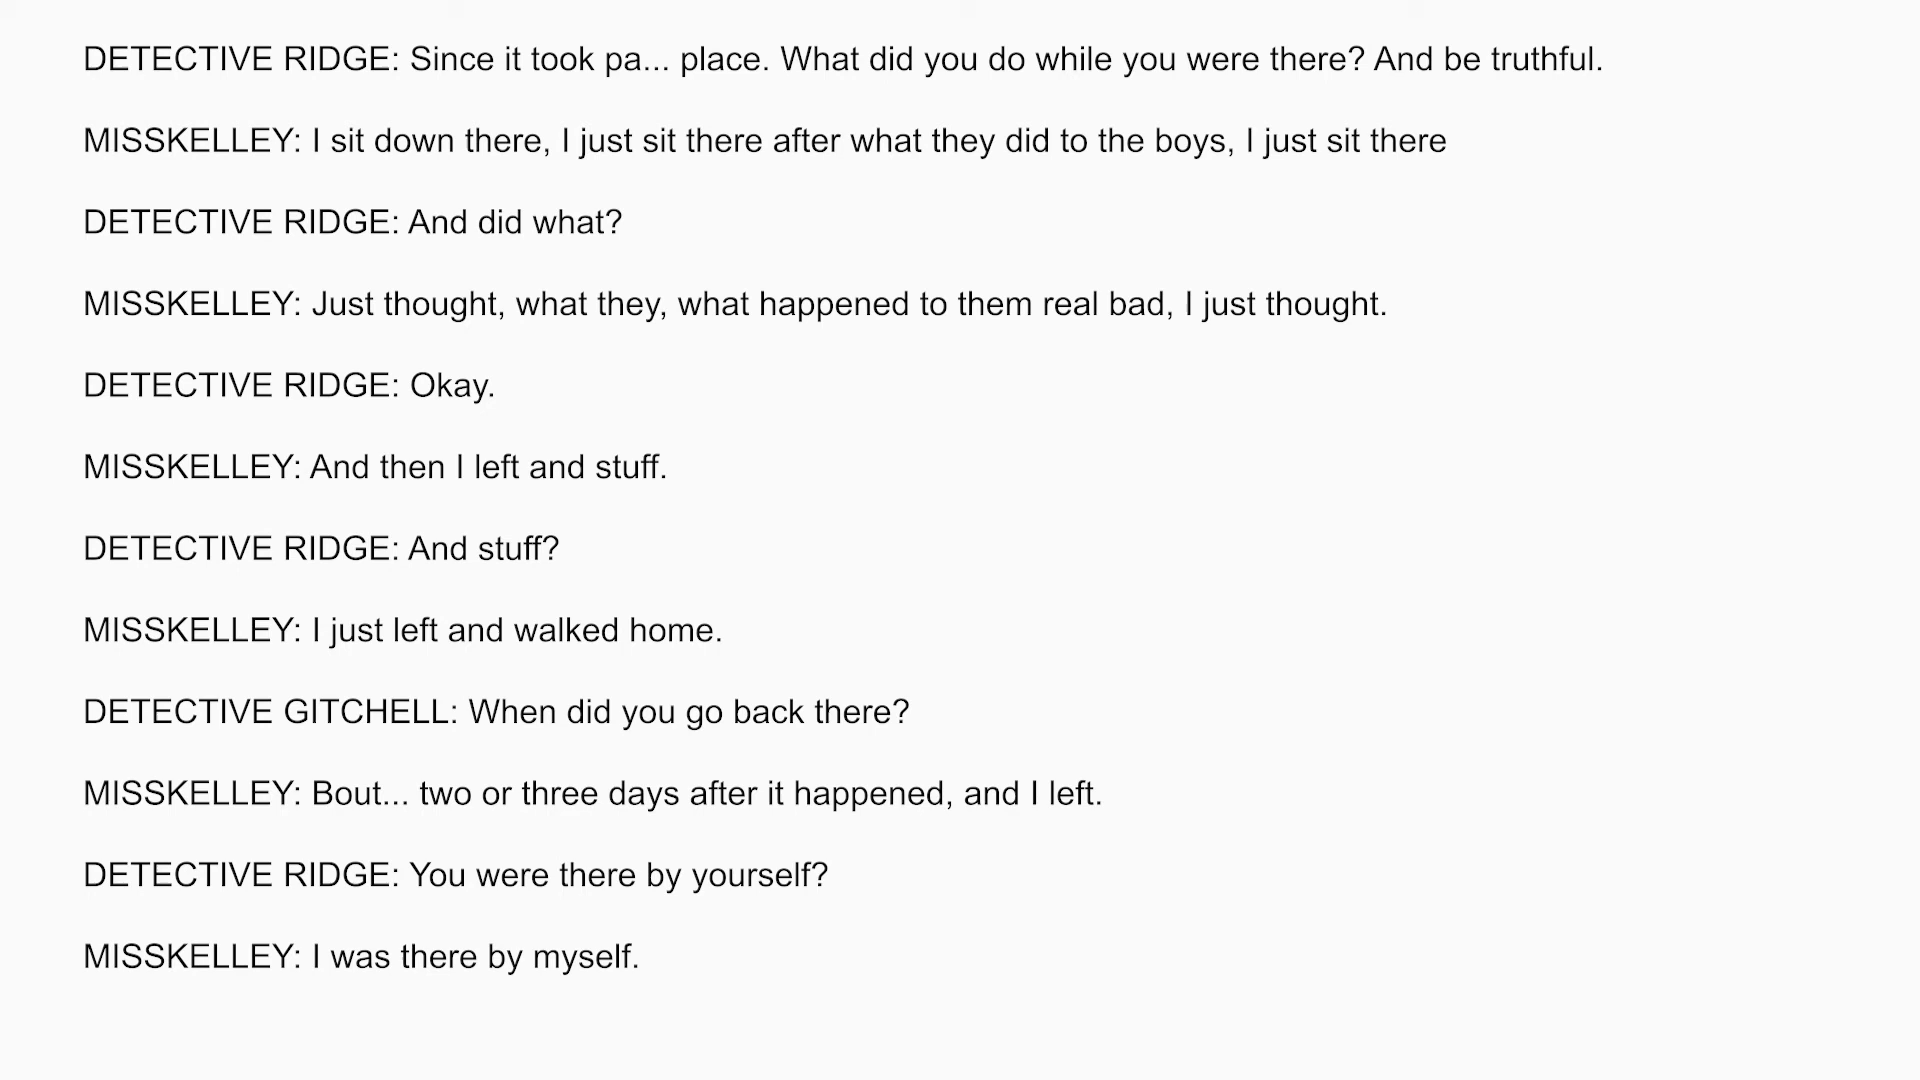 DETECTIVE RIDGE: Since it took pa... place. What did you do while you were there? And be truthful.
MISSKELLEY: I sit down there, I just sit there after what they did to the boys, I just sit there
DETECTIVE RIDGE: And did what?
MISSKELLEY: Just thought, what they, what happened to them real bad, I just thought.
DETECTIVE RIDGE: Okay.
MISSKELLEY: And then I left and stuff.
DETECTIVE RIDGE: And stuff?
MISSKELLEY: I just left and walked home.
DETECTIVE GITCHELL: When did you go back there?
MISSKELLEY: Bout... two or three days after it happened, and I left.
DETECTIVE RIDGE: You were there by yourself?
MISSKELLEY: I was there by myself.